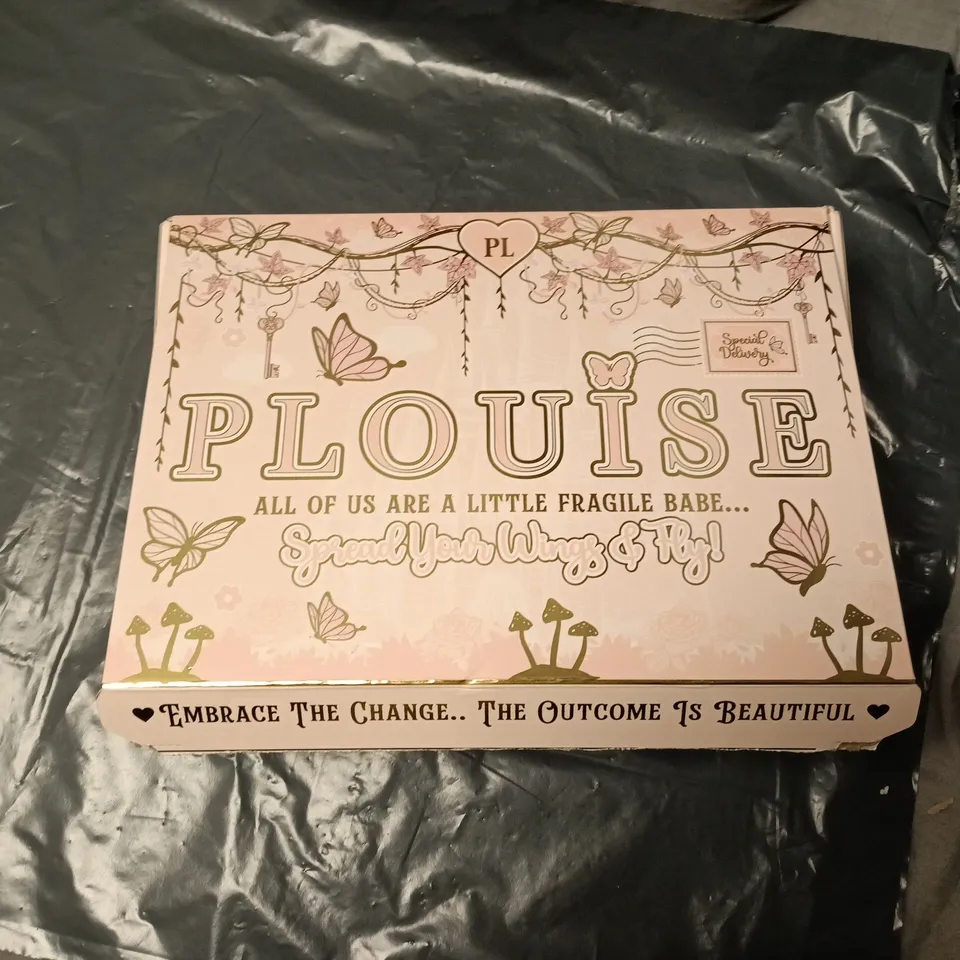 PL
Special
Delivery
PLOUISE
ALL OF US ARE A LITTLE FRAGILE BABE...
Spread Your Wings & Fly!
EMBRACE THE CHANGE.. THE OUTCOME IS BEAUTIFUL